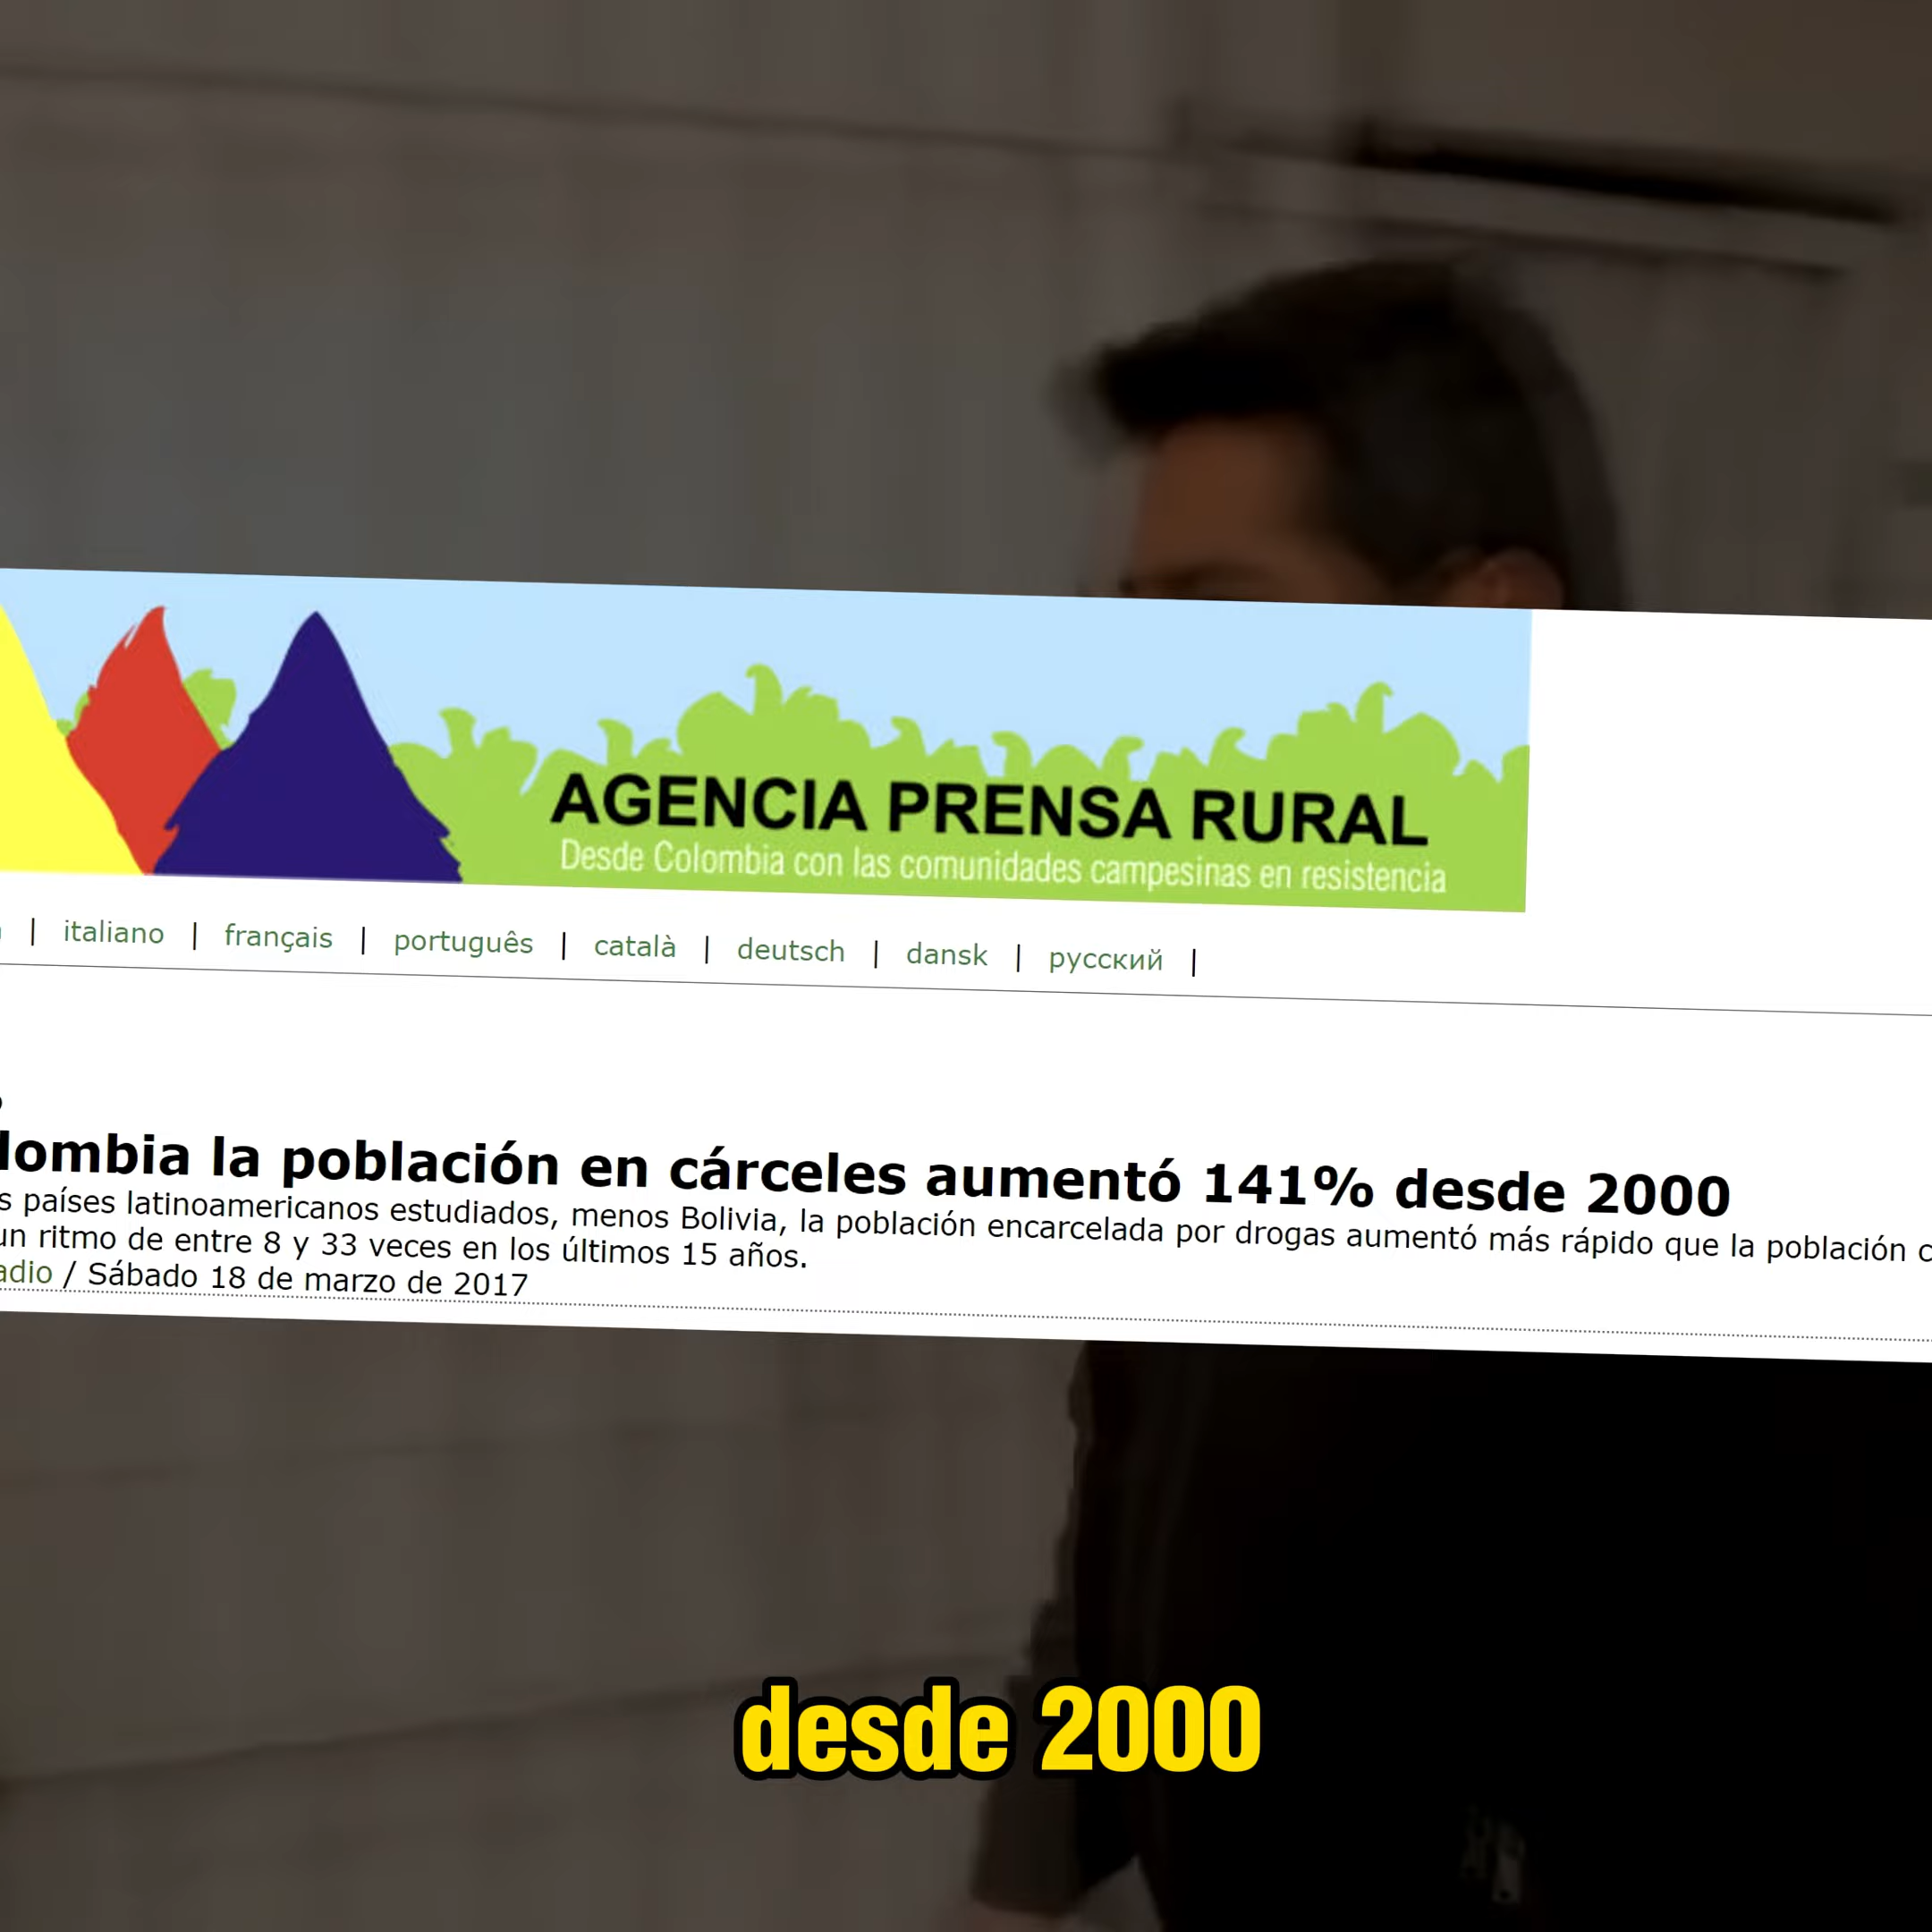 AGENCIA PRENSA RURAL
Desde Colombia con las comunidades campesinas en resistencia
| italiano | français | português | català | deutsch | dansk | русский |
la población en cárceles aumentó 141% desde 2000
países latinoamericanos estudiados, menos Bolivia, la población encarcelada por drogas aumentó más rápido que la población
un ritmo de entre 8 y 33 veces en los últimos 15 años.
/ Sábado 18 de marzo de 2017
desde 2000